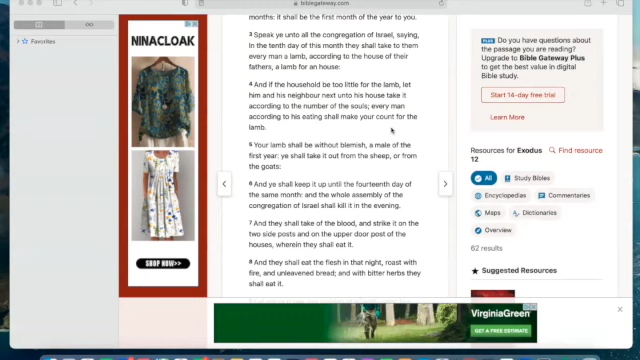 biblegateway.com
Favorites
NINACLOAK
SHOP NOW>>
months: it shall be the first month of the year to you.
3 Speak ye unto all the congregation of Israel, saying,
In the tenth day of this month they shall take to them
every man a lamb, according to the house of their
fathers, a lamb for an house:
4 And if the household be too little for the lamb, let
him and his neighbour next unto his house take it
according to the number of the souls; every man
according to his eating shall make your count for the
lamb.
5 Your lamb shall be without blemish, a male of the
first year: ye shall take it out from the sheep, or from
the goats:
6 And ye shall keep it up until the fourteenth day of
the same month: and the whole assembly of the
congregation of Israel shall kill it in the evening.
7 And they shall take of the blood, and strike it on the
two side posts and on the upper door post of the
houses, wherein they shall eat it.
8 And they shall eat the flesh in that night, roast with
fire, and unleavened bread; and with bitter herbs they
shall eat it.
PLUS Do you have questions about
the passage you are reading?
Upgrade to Bible Gateway Plus
to get the best value in digital
Bible study.
Start 14-day free trial
Learn More
Resources for Exodus
12
Find resource
All
Study Bibles
Encyclopedias
Commentaries
Maps
Dictionaries
Overview
62 results
Suggested Resources
VirginiaGreen
GET A FREE ESTIMATE